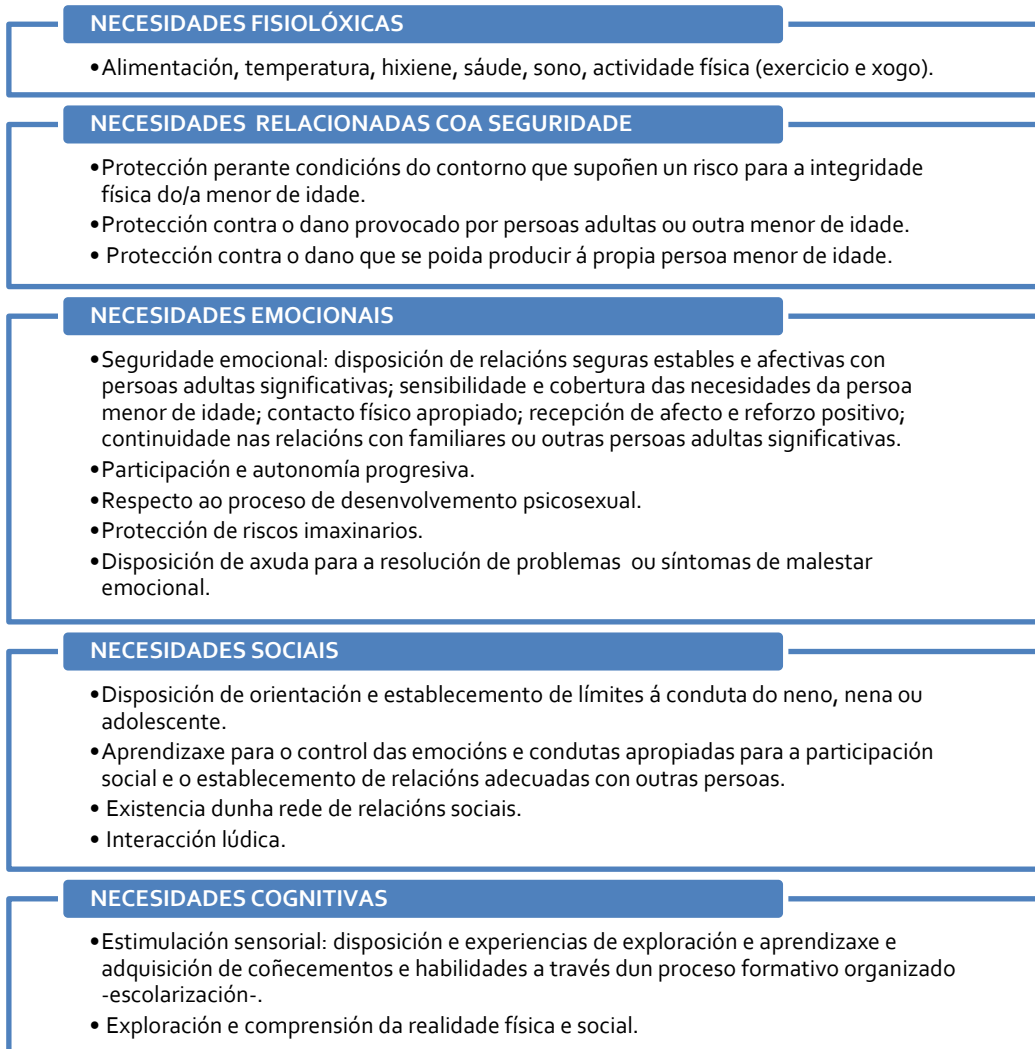 NECESIDADES FISIOLÓXICAS
•Alimentación, temperatura, hixiene, sáude, sono, actividade física (exercicio e xogo).
NECESIDADES RELACIONADAS COA SEGURIDADE
•Protección perante condicións do contorno que supoñen un risco para a integridade
física do/a menor de idade.
•Protección contra o dano provocado por persoas adultas ou outra menor de idade.
• Protección contra o dano que se poida producir á propia persoa menor de idade.
NECESIDADES EMOCIONAIS
•Seguridade emocional: disposición de relacións seguras estables e afectivas con
persoas adultas significativas; sensibilidade e cobertura das necesidades da persoa
menor de idade; contacto físico apropiado; recepción de afecto e reforzo positivo;
continuidade nas relacións con familiares ou outras persoas adultas significativas.
•Participación e autonomía progresiva.
•Respecto ao proceso de desenvolvemento psicosexual.
•Protección de riscos imaxinarios.
•Disposición de axuda para a resolución de problemas ou síntomas de malestar
emocional.
NECESIDADES SOCIAIS
•Disposición de orientación e establecemento de límites á conduta do neno, nena ou
adolescente.
•Aprendizaxe para o control das emocións e condutas apropiadas para a participación
social e o establecemento de relacións adecuadas con outras persoas.
• Existencia dunha rede de relacións sociais.
• Interacción lúdica.
NECESIDADES COGNITIVAS
•Estimulación sensorial: disposición e experiencias de exploración e aprendizaxe e
adquisición de coñecementos e habilidades a través dun proceso formativo organizado
-escolarización-.
• Exploración e comprensión da realidade física e social.